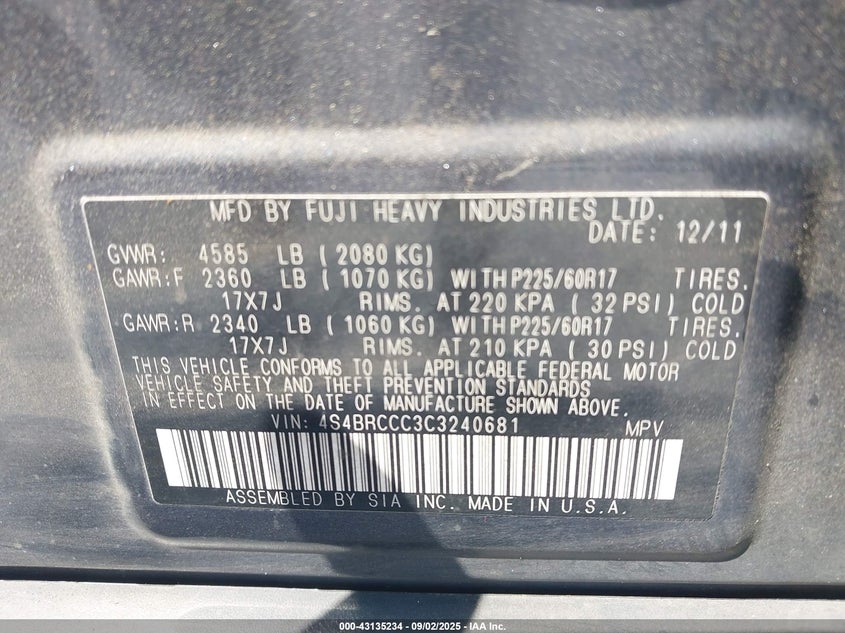 MFD BY FUJI HEAVY INDUSTRIES LTD.
DATE: 12/11
GVWR: 4585 LB ( 2080 KG)
GAWR:F 2360 LB ( 1070 KG) WITH P225/60R17 TIRES.
17X7J RIMS. AT 220 KPA ( 32 PSI) COLD
GAWR:R 2340 LB ( 1060 KG) WITH P225/60R17 TIRES.
17X7J RIMS. AT 210 KPA ( 30 PSI) COLD
THIS VEHICLE CONFORMS TO ALL APPLICABLE FEDERAL MOTOR
VEHICLE SAFETY AND THEFT PREVENTION STANDARDS
IN EFFECT ON THE DATE OF MANUFACTURE SHOWN ABOVE.
VIN: 4S4BRCCC3C3240681 MPV
ASSEMBLED BY SIA INC. MADE IN U.S.A.
000-43135234 - 09/02/2025 - IAA Inc.